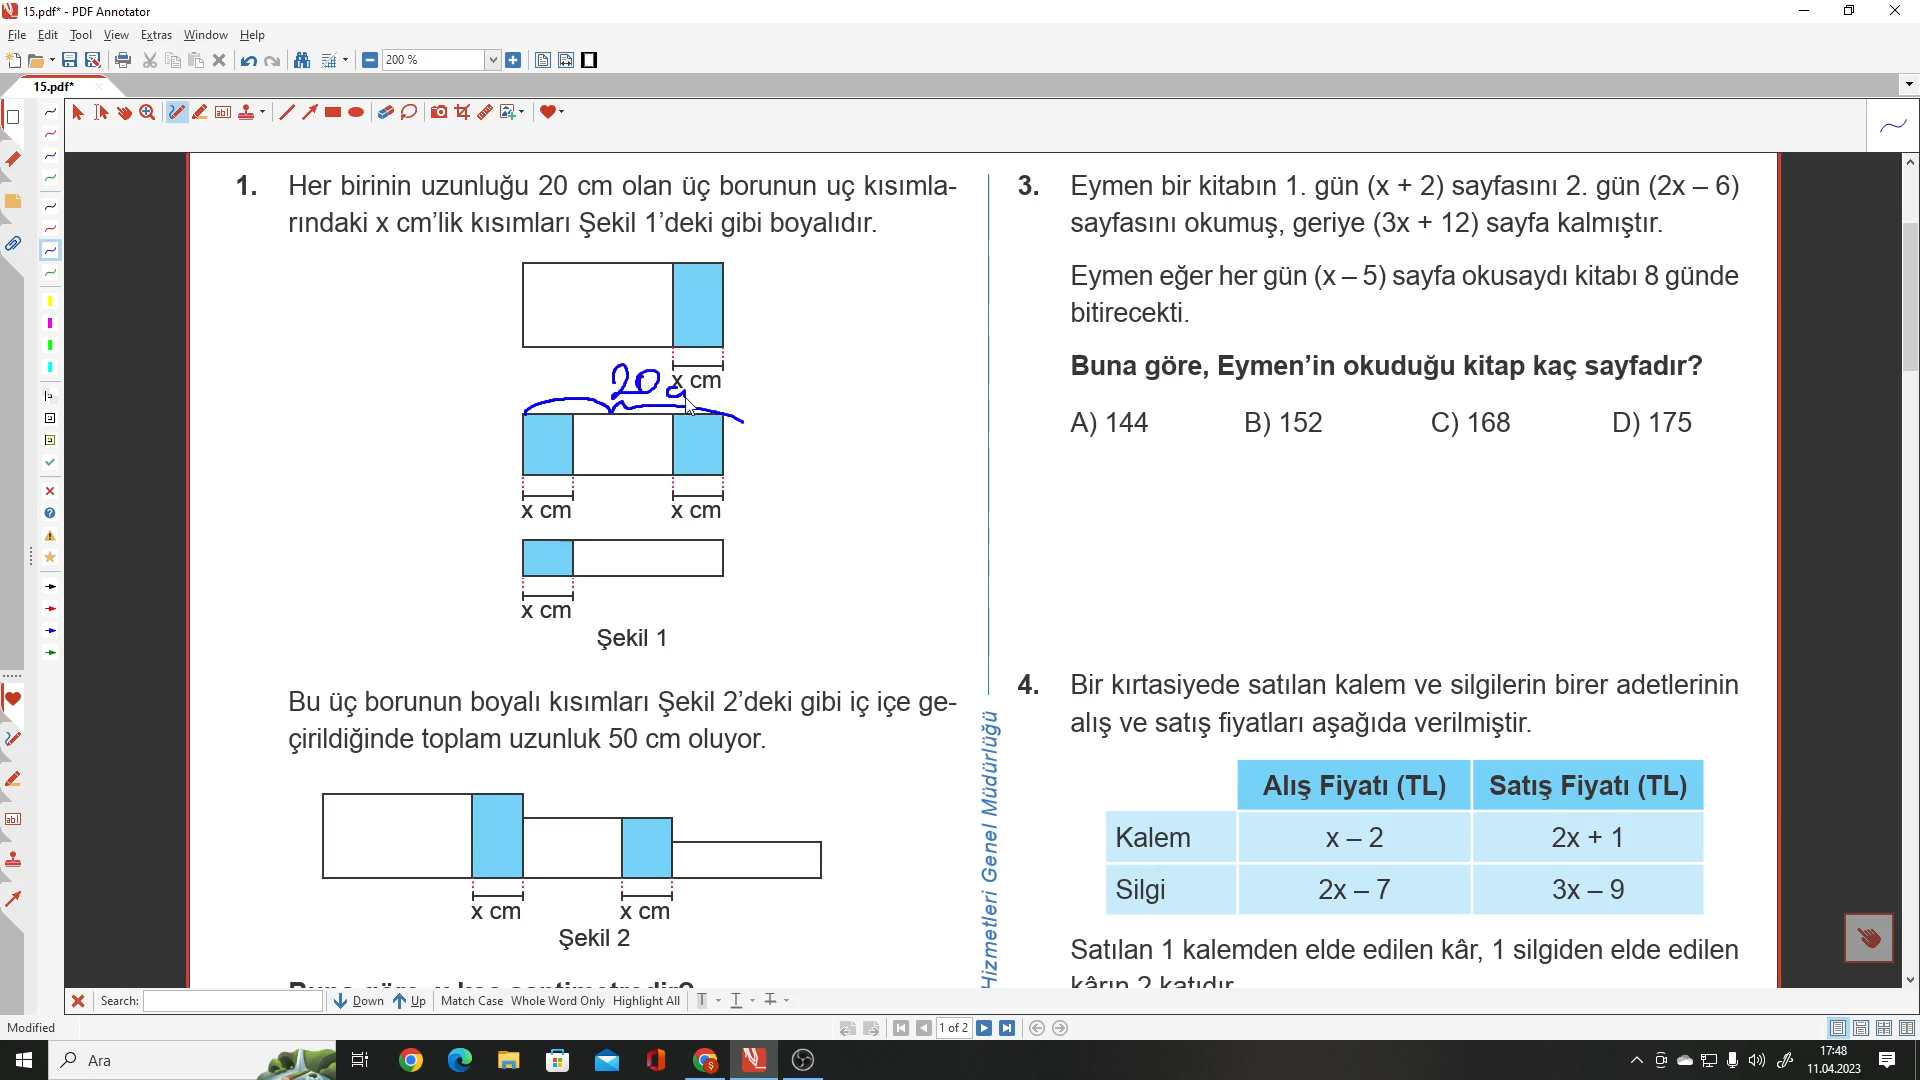 15.pdf* - PDF Annotator
File Edit Tool View Extras Window Help
200 %
15.pdf*
1. Her birinin uzunluğu 20 cm olan üç borunun uç kısımla-
rındaki x cm’lik kısımları Şekil 1’deki gibi boyalıdır.
x cm
20 c
x cm x cm
x cm
Şekil 1
Bu üç borunun boyalı kısımları Şekil 2’deki gibi iç içe ge-
çirildiğinde toplam uzunluk 50 cm oluyor.
x cm x cm
Şekil 2
Buna göre, x kaç santimetredir?
Hizmetleri Genel Müdürlüğü
3. Eymen bir kitabın 1. gün (x + 2) sayfasını 2. gün (2x – 6)
sayfasını okumuş, geriye (3x + 12) sayfa kalmıştır.
Eymen eğer her gün (x – 5) sayfa okusaydı kitabı 8 günde
bitirecekti.
Buna göre, Eymen’in okuduğu kitap kaç sayfadır?
A) 144 B) 152 C) 168 D) 175
4. Bir kırtasiyede satılan kalem ve silgilerin birer adetlerinin
alış ve satış fiyatları aşağıda verilmiştir.
Alış Fiyatı (TL) Satış Fiyatı (TL)
Kalem x – 2 2x + 1
Silgi 2x – 7 3x – 9
Satılan 1 kalemden elde edilen kâr, 1 silgiden elde edilen
kârın 2 katıdır.
Search: Down Up Match Case Whole Word Only Highlight All
Modified
1 of 2
Ara
17:48
11.04.2023